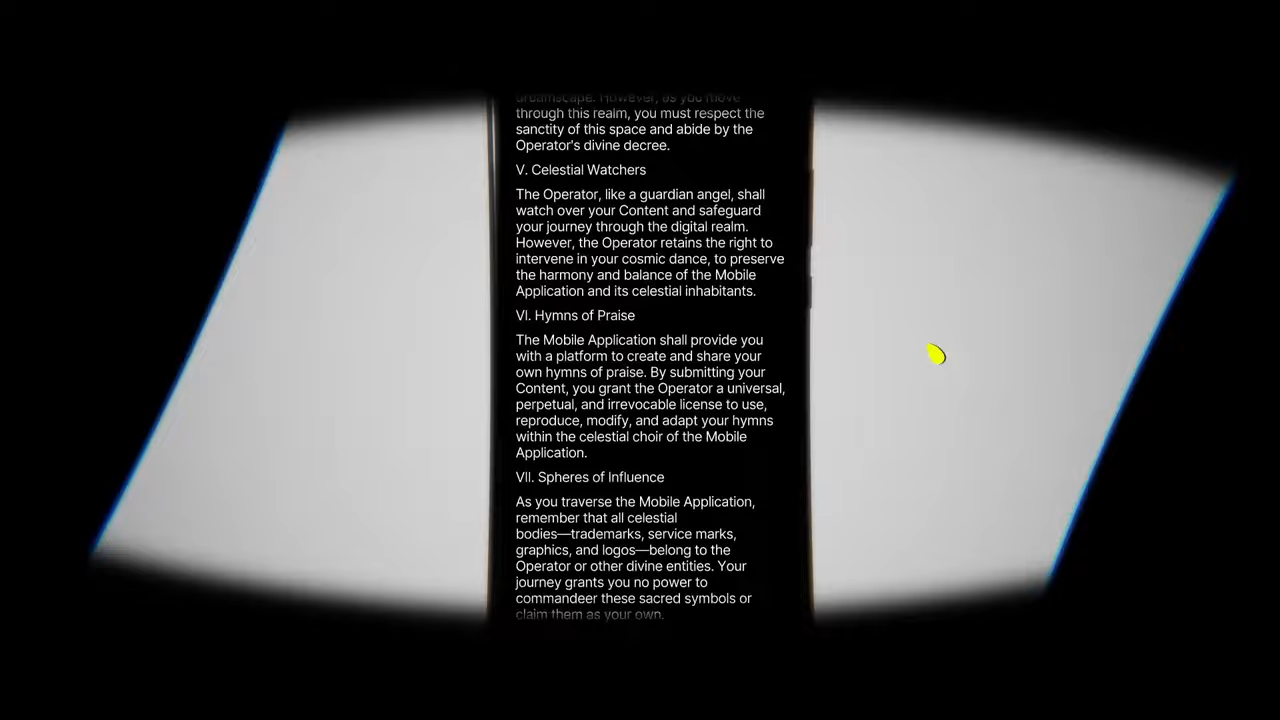 dreamscape. However, as you move
through this realm, you must respect the
sanctity of this space and abide by the
Operator's divine decree.
V. Celestial Watchers
The Operator, like a guardian angel, shall
watch over your Content and safeguard
your journey through the digital realm.
However, the Operator retains the right to
intervene in your cosmic dance, to preserve
the harmony and balance of the Mobile
Application and its celestial inhabitants.
VI. Hymns of Praise
The Mobile Application shall provide you
with a platform to create and share your
own hymns of praise. By submitting your
Content, you grant the Operator a universal,
perpetual, and irrevocable license to use,
reproduce, modify, and adapt your hymns
within the celestial choir of the Mobile
Application.
VII. Spheres of Influence
As you traverse the Mobile Application,
remember that all celestial
bodies—trademarks, service marks,
graphics, and logos—belong to the
Operator or other divine entities. Your
journey grants you no power to
commandeer these sacred symbols or
claim them as your own.